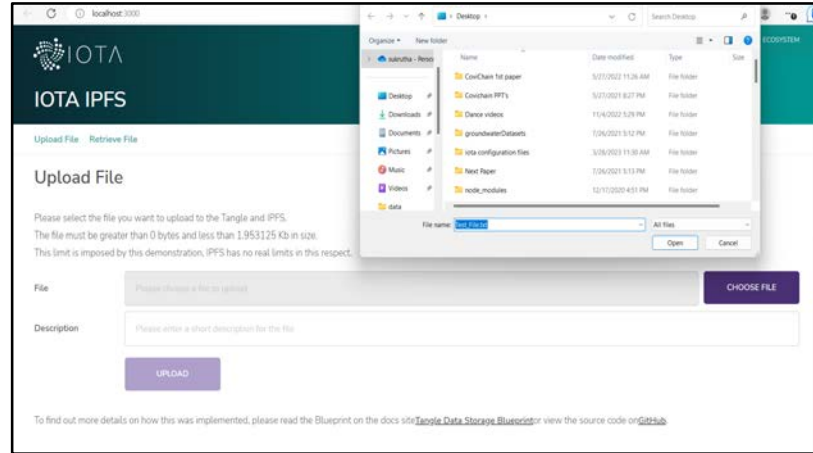 localhost:3000
Desktop
Search Desktop
Organize
New folder
ECOSYSTEM
IOTA
sukrutha - Perso
Name
Date modified
Type
Size
IOTA IPFS
CoviChain 1st paper
5/27/2022 11:26 AM
File folder
Desktop
Covichain PPT's
5/27/2021 8:27 PM
File folder
Downloads
Dance videos
11/4/2022 5:29 PM
File folder
Documents
groundwaterDatasets
7/26/2021 5:12 PM
File folder
Upload File
Retrieve File
Pictures
iota configuration files
3/28/2023 11:30 AM
File folder
Music
Next Paper
7/26/2021 5:13 PM
File folder
Upload File
Videos
node_modules
12/17/2020 4:51 PM
File folder
data
Please select the file you want to upload to the Tangle and IPFS.
File name:
Test_File.txt
All files
The file must be greater than 0 bytes and less than 1.953125 Kb in size.
Open
Cancel
This limit is imposed by this demonstration, IPFS has no real limits in this respect.
File
Please choose a file to upload
CHOOSE FILE
Description
Please enter a short description for the file
UPLOAD
To find out more details on how this was implemented, please read the Blueprint on the docs siteTangle Data Storage Blueprintor view the source code onGitHub.